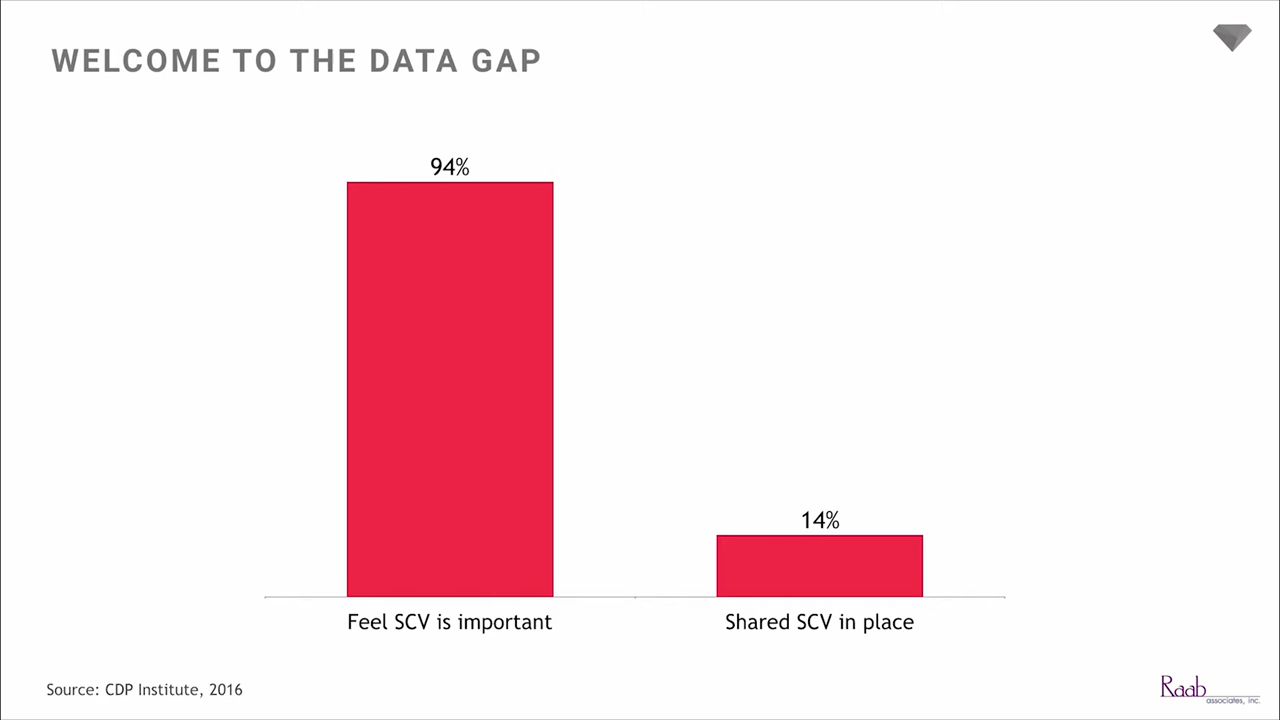 WELCOME TO THE DATA GAP
94%
14%
Feel SCV is important
Shared SCV in place
Source: CDP Institute, 2016
Raab
associates, inc.